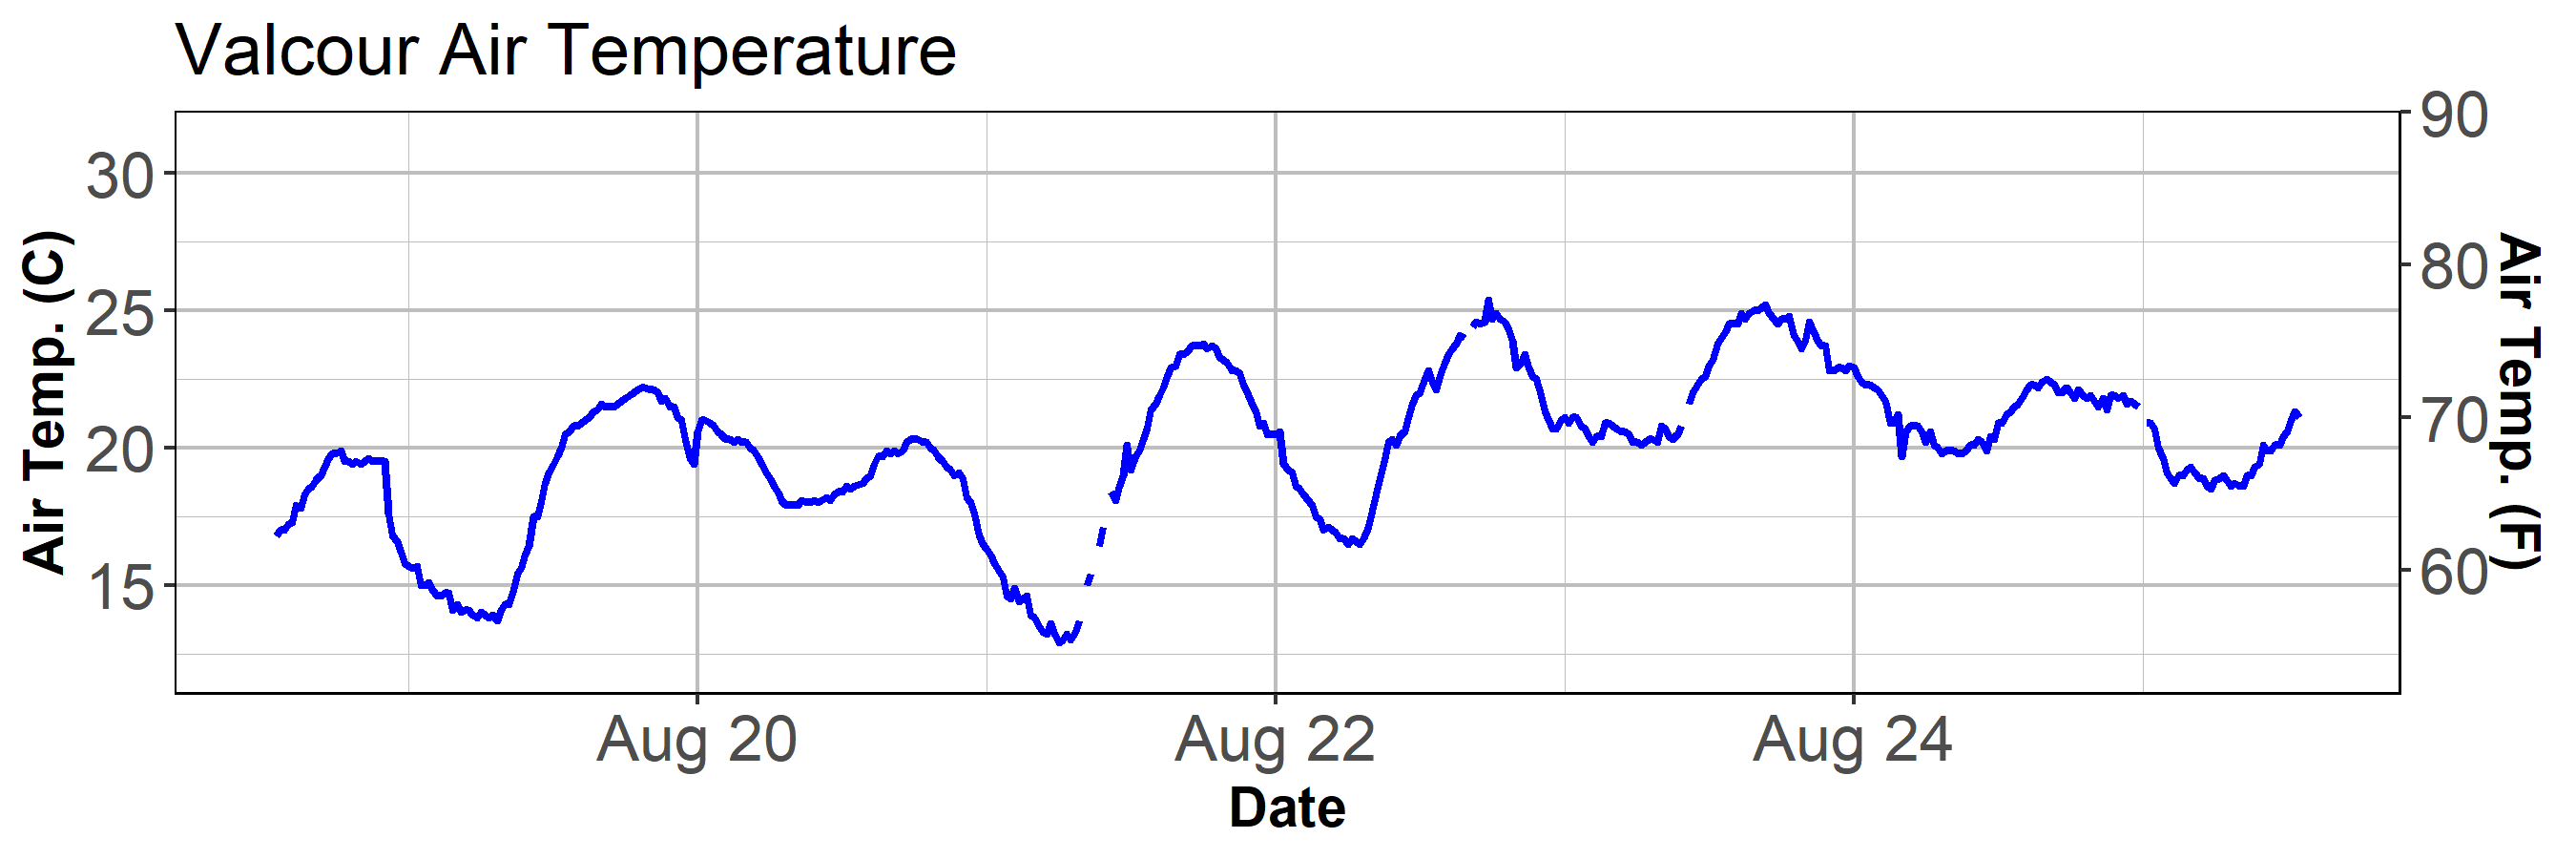 Valcour Air Temperature
Air Temp. (C)
30
25
20
15
90
80
70
60
Air Temp. (F)
Aug 20 Aug 22 Aug 24
Date